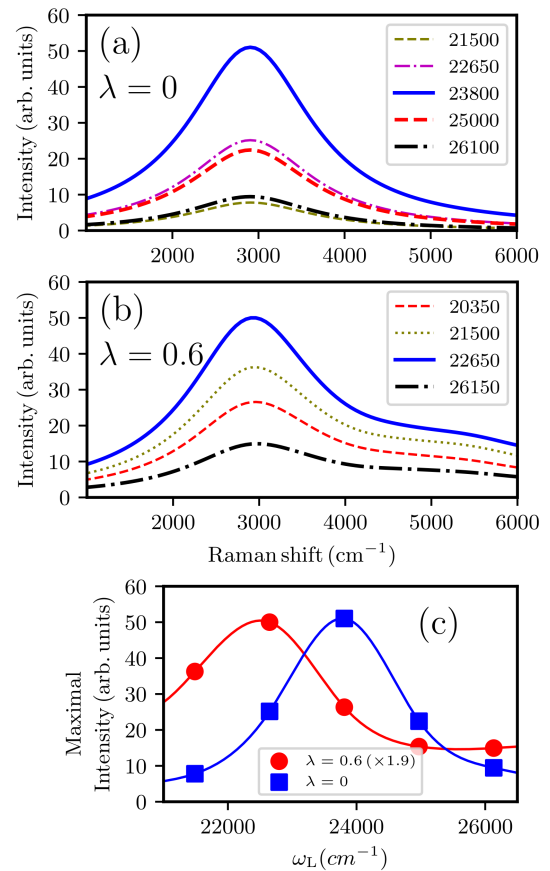 60
50
40
30
20
10
0
Intensity (arb. units)
(a)
λ = 0
21500
22650
23800
25000
26100
2000 3000 4000 5000 6000
60
50
40
30
20
10
0
Intensity (arb. units)
(b)
λ = 0.6
20350
21500
22650
26150
2000 3000 4000 5000 6000
Raman shift (cm⁻¹)
60
50
40
30
20
10
0
Maximal
Intensity (arb. units)
(c)
λ = 0.6 (×1.9)
λ = 0
22000 24000 26000
ω_L(cm⁻¹)